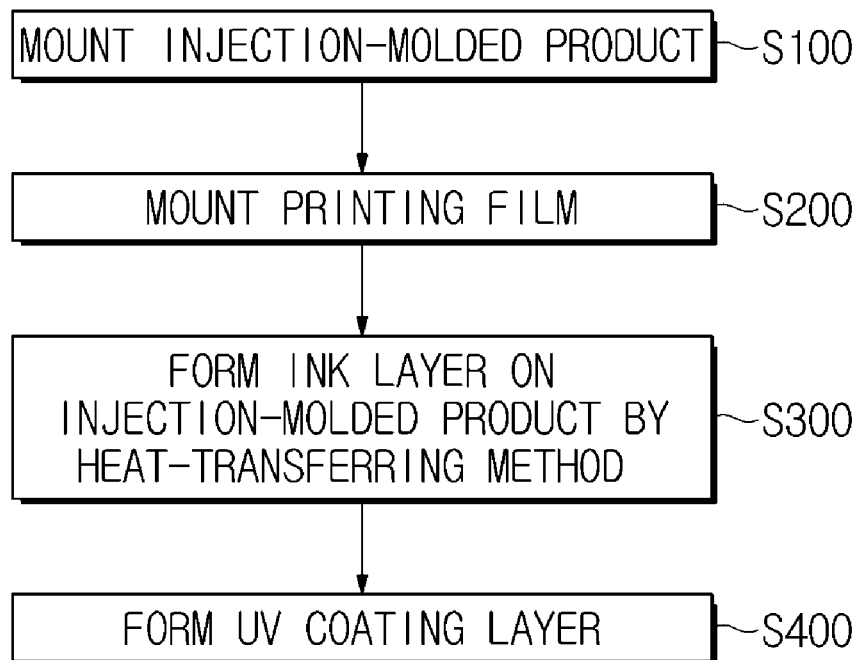 MOUNT INJECTION-MOLDED PRODUCT
S100
MOUNT PRINTING FILM
S200
FORM INK LAYER ON
INJECTION-MOLDED PRODUCT BY
HEAT-TRANSFERRING METHOD
S300
FORM UV COATING LAYER
S400